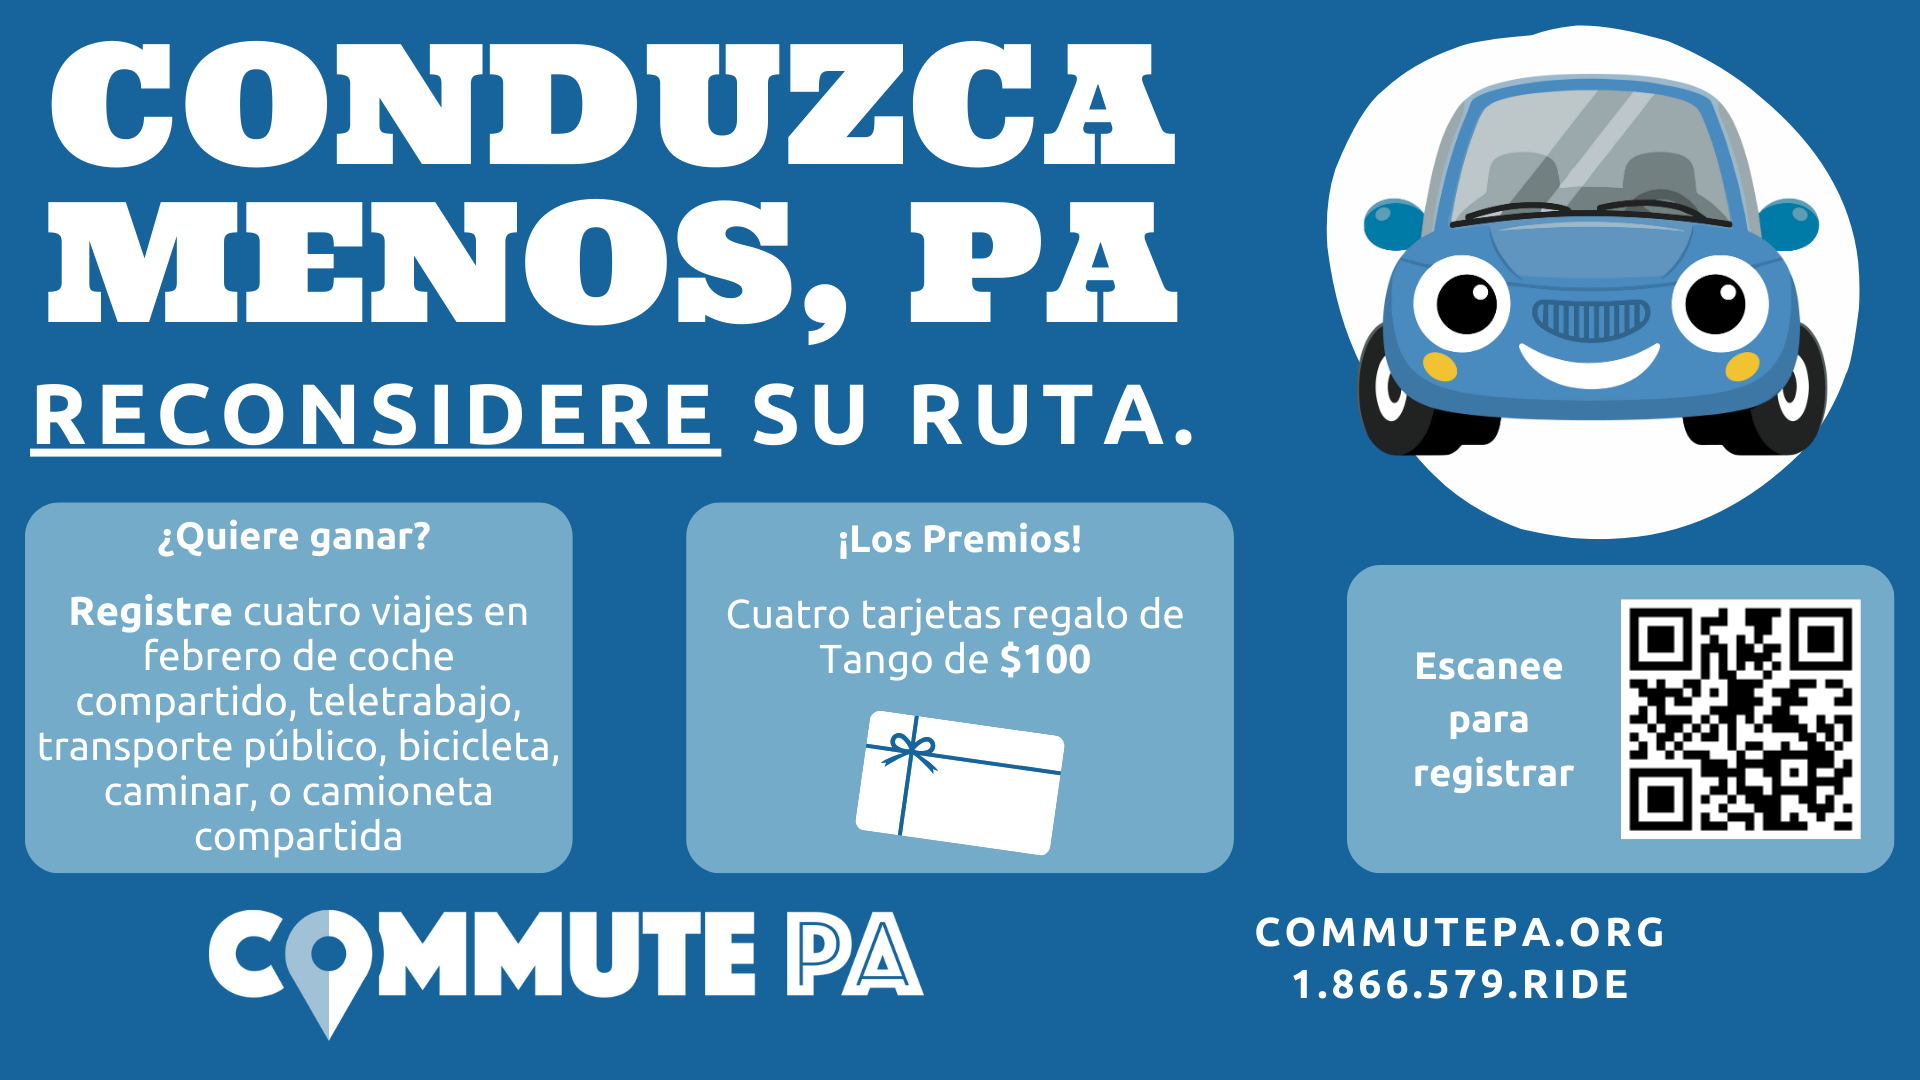 CONDUZCA
MENOS, PA
RECONSIDERE SU RUTA.
¿Quiere ganar?
Registre cuatro viajes en
febrero de coche
compartido, teletrabajo,
transporte público, bicicleta,
caminar, o camioneta
compartida
¡Los Premios!
Cuatro tarjetas regalo de
Tango de $100
Escanee
para
registrar
COMMUTE PA
COMMUTEPA.ORG
1.866.579.RIDE